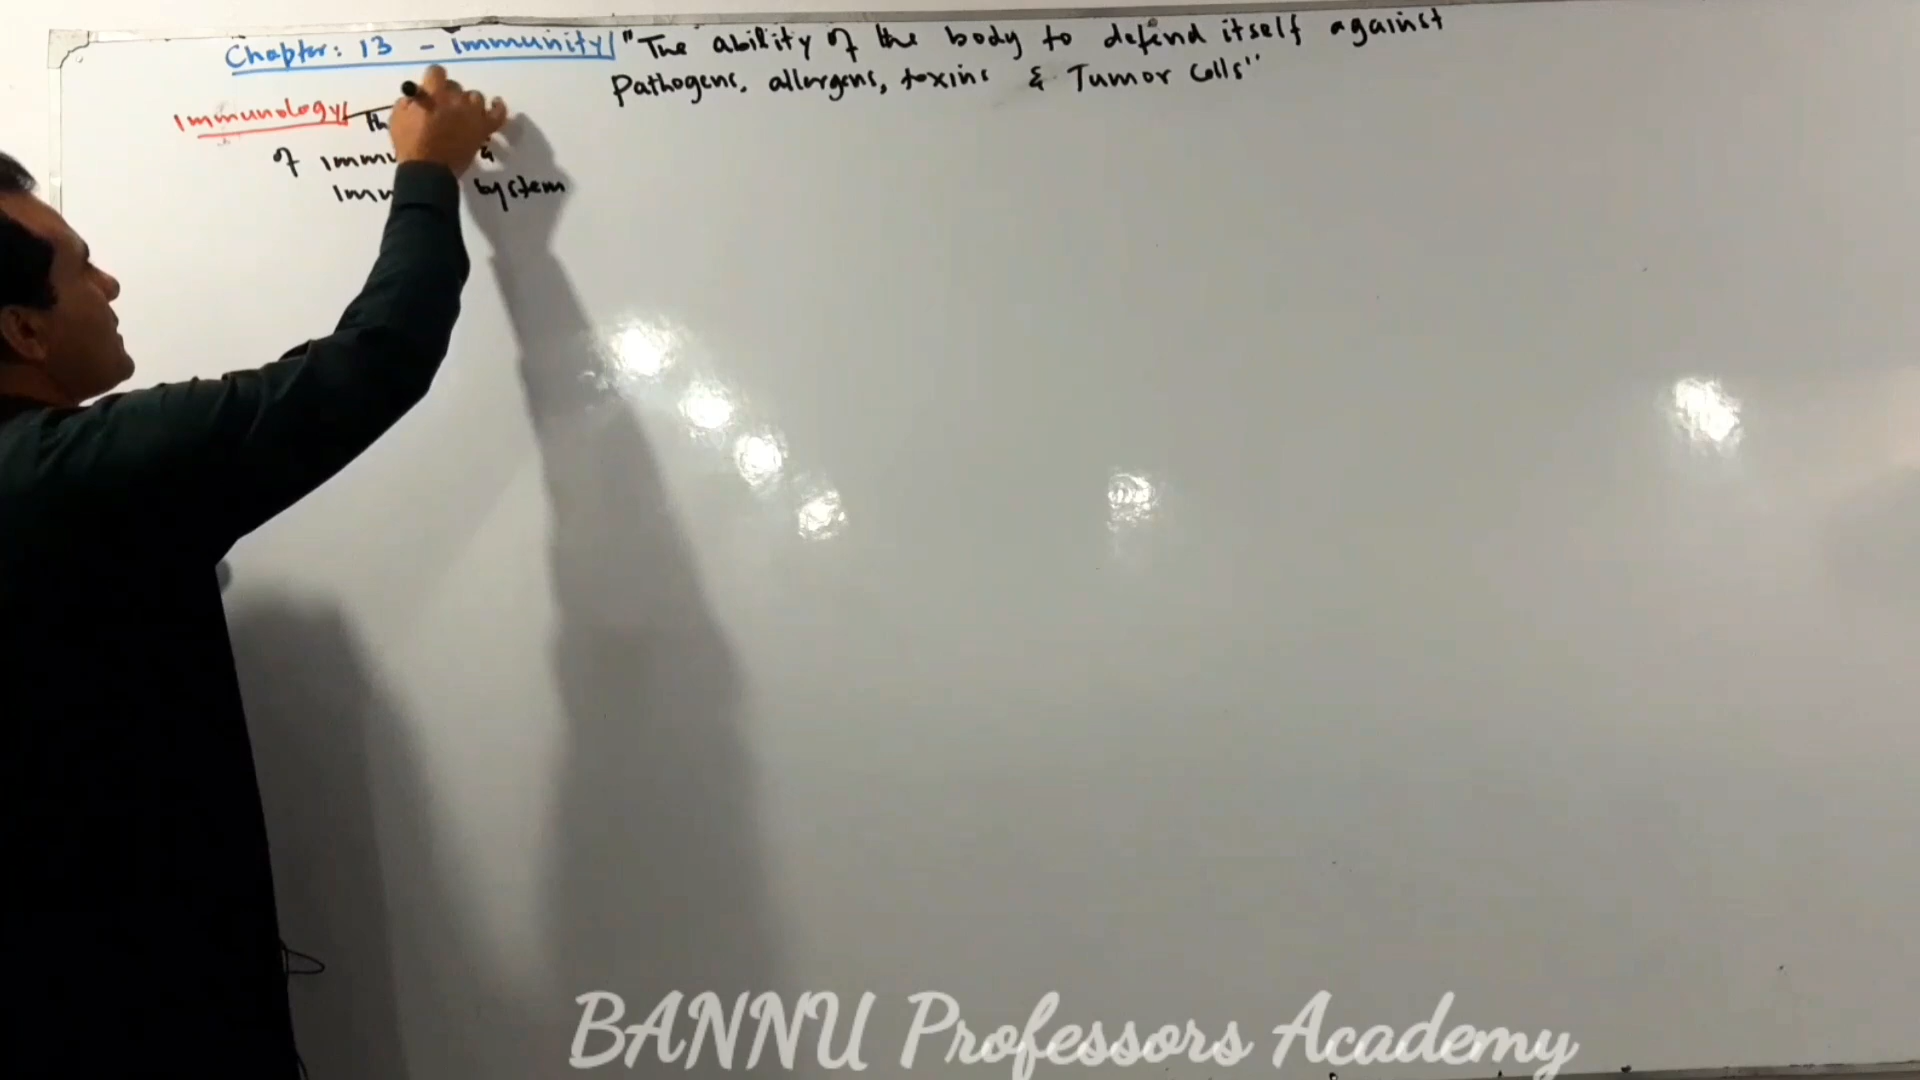 Chapter: 13 - Immunity "The ability of the body to defend itself against
Pathogens, allergens, toxins & Tumor Cells"
Immunology
of &
System
BANNU Professors Academy